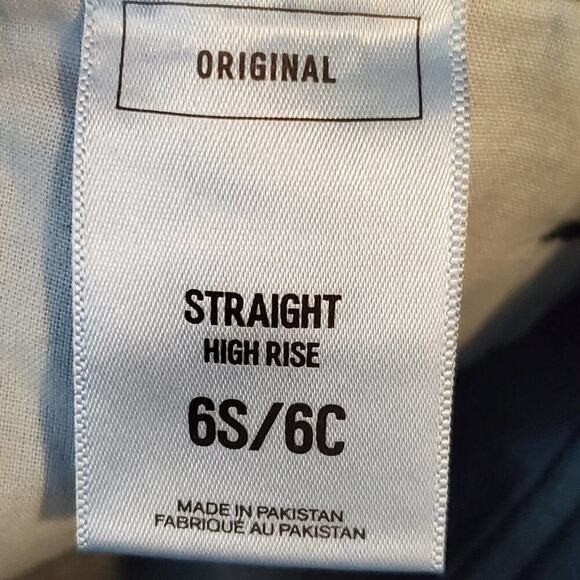 ORIGINAL
STRAIGHT
HIGH RISE
6S/6C
MADE IN PAKISTAN
FABRIQUÉ AU PAKISTAN